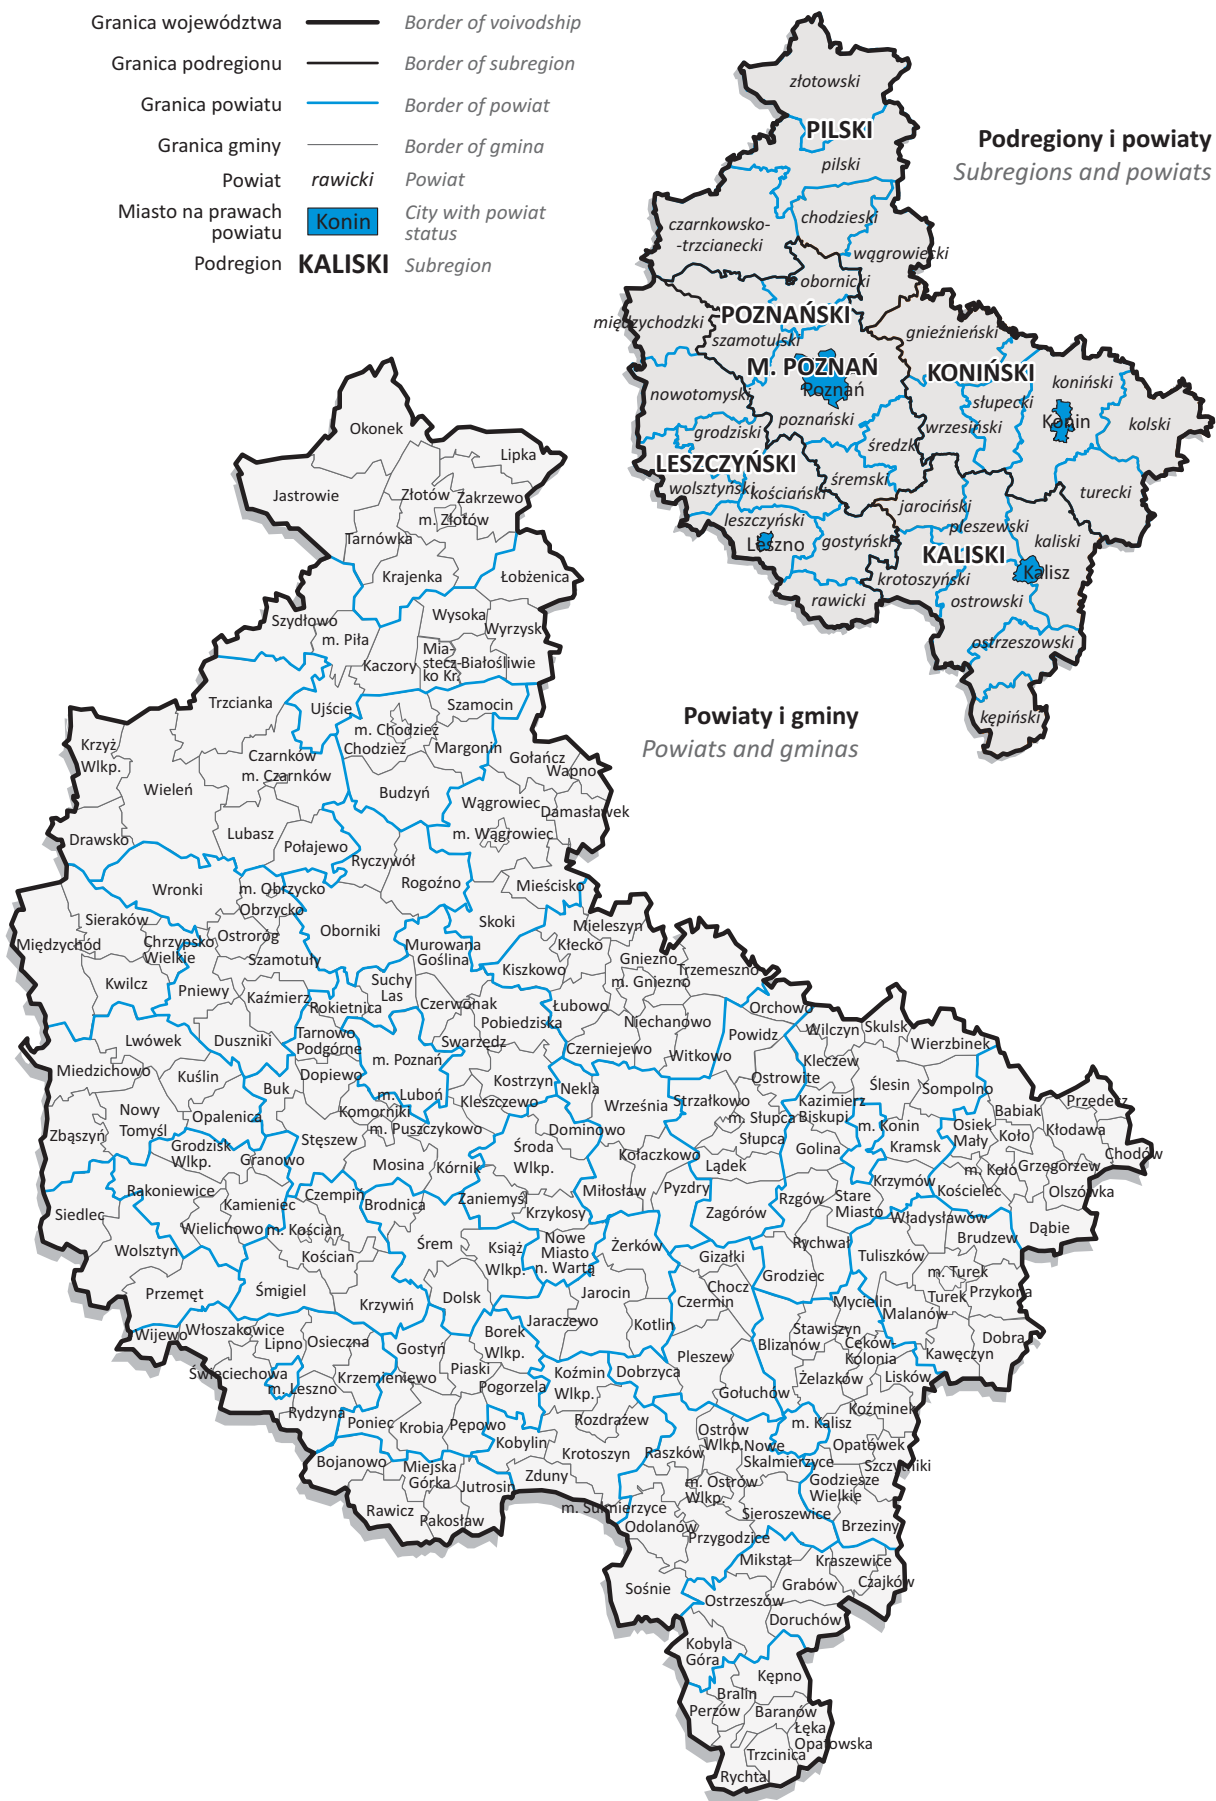 Granica województwa Border of voivodship
Granica podregionu Border of subregion
Granica powiatu Border of powiat
Granica gminy Border of gmina
Powiat rawicki Powiat
Miasto na prawach
powiatu
Konin
City with powiat
status
Podregion KALISKI Subregion
Podregiony i powiaty
Subregions and powiats
złotowski
PILSKI
pilski
chodzieski
czarnkowsko-
-trzcianecki
wągrowiecki
obornicki
POZNAŃSKI
międzychodzki
szamotulski
gnieźnieński
M. POZNAŃ
Poznań
KONIŃSKI
koniński
nowotomyski
słupecki
Konin
kolski
poznański
wrzesiński
grodziski
średzki
LESZCZYŃSKI
wolsztyński
kościański
śremski
turecki
jarociński
leszczyński
pleszewski
Leszno
gostyński
kaliski
KALISKI
Kalisz
krotoszyński
rawicki
ostrowski
ostrzeszowski
kępiński
Powiaty i gminy
Powiats and gminas
Okonek
Lipka
Jastrowie
Złotów
Zakrzewo
m. Złotów
Tarnówka
Krajenka
Łobżenica
Szydłowo
m. Piła
Wysoka
Wyrzysk
Kaczory
Mia-
stecz-
ko Kr.
Białośliwie
Trzcianka
Ujście
Szamocin
m. Chodzież
Chodzież
Margonin
Krzyż
Wlkp.
Czarnków
m. Czarnków
Gołańcz
Wapno
Wieleń
Budzyń
Wągrowiec
Damasławek
Drawsko
Lubasz
Połajewo
m. Wągrowiec
Ryczywół
Rogoźno
Mieścisko
Wronki
m. Obrzycko
Obrzycko
Sieraków
Ostroróg
Oborniki
Skoki
Mieleszyn
Międzychód
Chrzypsko
Wielkie
Szamotuły
Murowana
Goślina
Kłecko
Kiszkowo
Gniezno
m. Gniezno
Trzemeszno
Kwilcz
Pniewy
Kaźmierz
Rokietnica
Suchy
Las
Czerwonak
Łubowo
Orchowo
Pobiedziska
Niechanowo
Powidz
Wilczyn
Skulsk
Lwówek
Duszniki
Tarnowo
Podgórne
Swarzędz
Czerniejewo
Witkowo
Wierzbinek
m. Poznań
Kleczew
Miedzichowo
Kuślin
Buk
Dopiewo
Kostrzyn
Nekla
Ostrowite
Ślesin
Sompolno
m. Luboń
Kleszczewo
Września
Strzałkowo
Kazimierz
Biskupi
Przedecz
Nowy
Tomyśl
Opalenica
Komorniki
m. Puszczykowo
Dominowo
m. Słupca
Słupca
m. Konin
Osiek
Mały
Babiak
Zbąszyń
Stęszew
Środa
Wlkp.
Golina
Kramsk
Koło
Kłodawa
Chodów
Grodzisk
Wlkp.
Granowo
Mosina
Kórnik
Kołaczkowo
Lądek
Krzymów
m. Koło
Grzegorzew
Rakoniewice
Kamieniec
Czempiń
Brodnica
Zaniemyśl
Miłosław
Pyzdry
Rzgów
Stare
Miasto
Kościelec
Olszówka
Siedlec
Wielichowo
m. Kościan
Krzykosy
Zagórów
Władysławów
Dąbie
Wolsztyn
Kościan
Śrem
Książ
Wlkp.
Nowe
Miasto
n. Wartą
Żerków
Gizałki
Rychwał
Tuliszków
Brudzew
Przemęt
Śmigiel
Krzywiń
Dolsk
Jarocin
Chocz
Czermin
Grodziec
m. Turek
Turek
Przykona
Wijewo
Włoszakowice
Lipno
Osieczna
Gostyń
Borek
Wlkp.
Jaraczewo
Kotlin
Mycielin
Malanów
Stawiszyn
Dobra
Blizanów
Ceków-
Kolonia
Kawęczyn
Święciechowa
m. Leszno
Krzemieniewo
Piaski
Pogorzela
Koźmin
Wlkp.
Dobrzyca
Pleszew
Gołuchów
Żelazków
Lisków
Rydzyna
Poniec
Krobia
Pępowo
Kobylin
Rozdrażew
Koźminek
m. Kalisz
Bojanowo
Miejska
Górka
Krotoszyn
Raszków
Ostrów
Wlkp.
Nowe
Skalmierzyce
Opatówek
Szczytniki
Jutrosin
Zduny
m. Ostrów
Wlkp.
Godziesze
Wielkie
Rawicz
Pakosław
m. Sulmierzyce
Odolanów
Przygodzice
Sieroszewice
Brzeziny
Sośnie
Mikstat
Kraszewice
Czajków
Grabów
Ostrzeszów
Doruchów
Kobyla
Góra
Kępno
Bralin
Perzów
Baranów
Łęka
Opatowska
Trzcinica
Rychtal